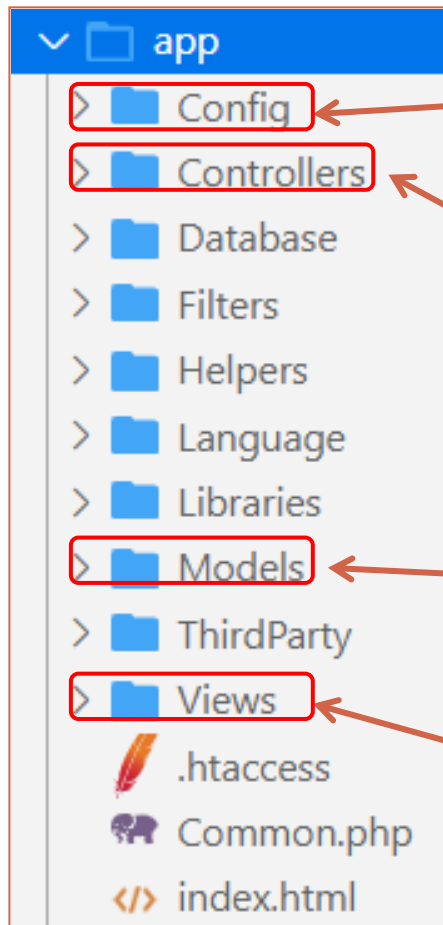 app
Config
Controllers
Database
Filters
Helpers
Language
Libraries
Models
ThirdParty
Views
.htaccess
Common.php
index.html